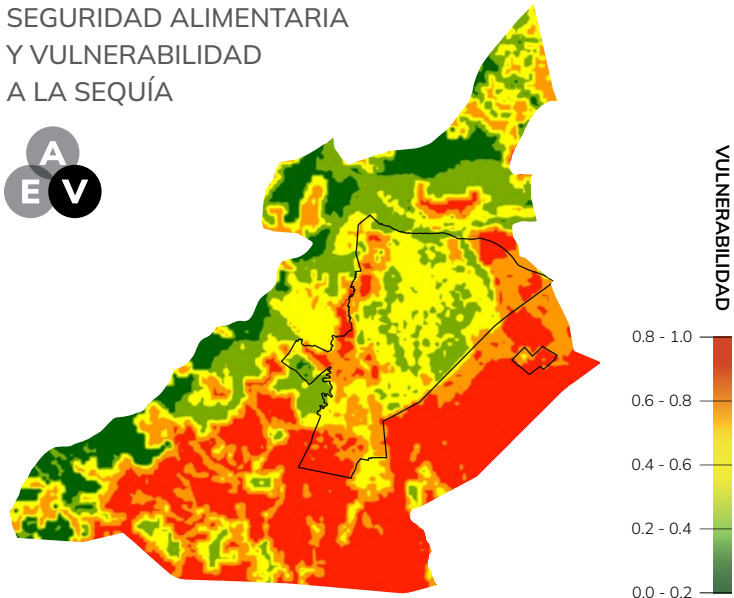 SEGURIDAD ALIMENTARIA
Y VULNERABILIDAD
A LA SEQUÍA
A
E V
VULNERABILIDAD
0.8 - 1.0
0.6 - 0.8
0.4 - 0.6
0.2 - 0.4
0.0 - 0.2